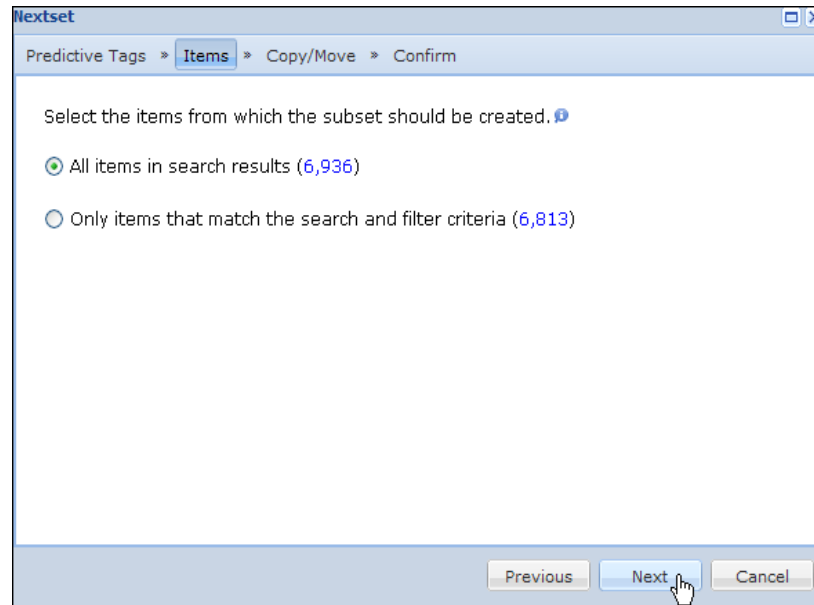 Nextset
Predictive Tags » Items » Copy/Move » Confirm
Select the items from which the subset should be created.
All items in search results (6,936)
Only items that match the search and filter criteria (6,813)
Previous Next Cancel